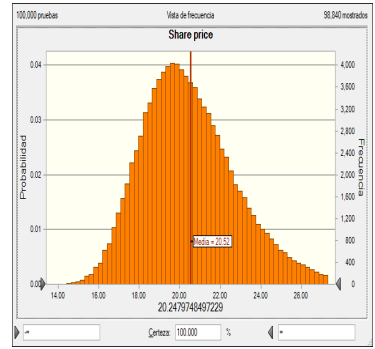 100.000 pruebas Vista de frecuencia 98,840 mostrados
Share price
0.04
0.03
0.02
0.01
0.00
Probabilidad
Media = 20.52
4,000
3,600
3,200
2,800
2,400
2,000
1,600
1,200
800
400
0
Frecuencia
14.00 16.00 18.00 20.00 22.00 24.00 26.00
20.2479748497229
Certeza: 100.000 %